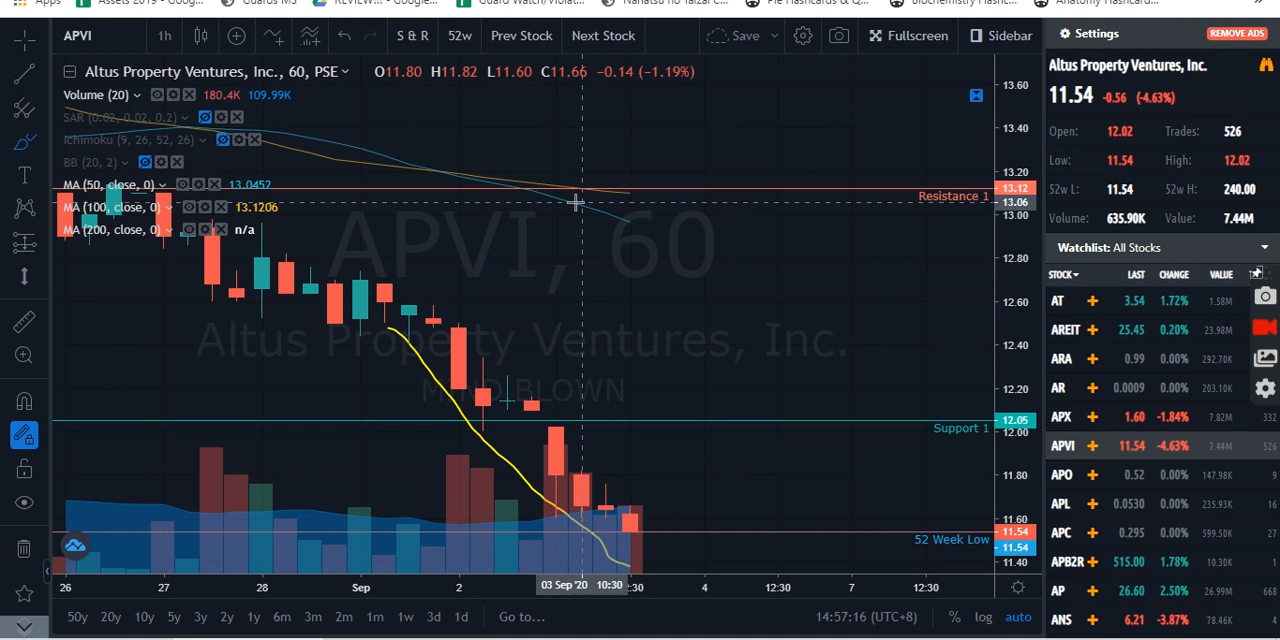 Apps
Assets 2019 - Goog...
Guards MS
REVIEW!!! - Google...
Guard Watch/Violat...
Nanatsu no Taizai C...
Pie Flashcards & Q...
Biochemistry Flashc...
Anatomy Flashcard...
APVI 1h S & R 52w Prev Stock Next Stock Save Fullscreen Sidebar
Altus Property Ventures, Inc., 60, PSE O11.80 H11.82 L11.60 C11.66 −0.14 (−1.19%)
Volume (20) 180.4K 109.99K
SAR (0.02, 0.02, 0.2)
Ichimoku (9, 26, 52, 26)
BB (20, 2)
MA (50, close, 0) 13.0452
MA (100, close, 0) 13.1206
MA (200, close, 0) n/a
APVI, 60
Altus Property Ventures, Inc.
MIND BLOWN
Resistance 1
Support 1
52 Week Low
13.60
13.40
13.20
13.12
13.06
13.00
12.80
12.60
12.40
12.20
12.05
12.00
11.80
11.60
11.54
11.54
11.40
26 27 28 Sep 2 03 Sep '20 10:30 :30 4 12:30 7 12:30
50y 20y 10y 5y 3y 2y 1y 6m 3m 2m 1m 1w 3d 1d Go to... 14:57:16 (UTC+8) % log auto
Settings REMOVE ADS
Altus Property Ventures, Inc.
11.54 -0.56 (-4.63%)
Open: 12.02 Trades: 526
Low: 11.54 High: 12.02
52w L: 11.54 52w H: 240.00
Volume: 635.90K Value: 7.44M
Watchlist: All Stocks
STOCK LAST CHANGE VALUE
AT 3.54 1.72% 1.58M
AREIT 25.45 0.20% 23.98M
ARA 0.99 0.00% 292.70K
AR 0.0009 0.00% 203.10K
APX 1.60 -1.84% 7.82M 332
APVI 11.54 -4.63% 7.44M 526
APO 0.52 0.00% 147.98K 9
APL 0.0530 0.00% 235.93K 16
APC 0.295 0.00% 599.50K 27
APB2R 515.00 1.78% 10.30K 1
AP 26.60 2.50% 26.99M 668
ANS 6.21 -3.87% 78.46K 4